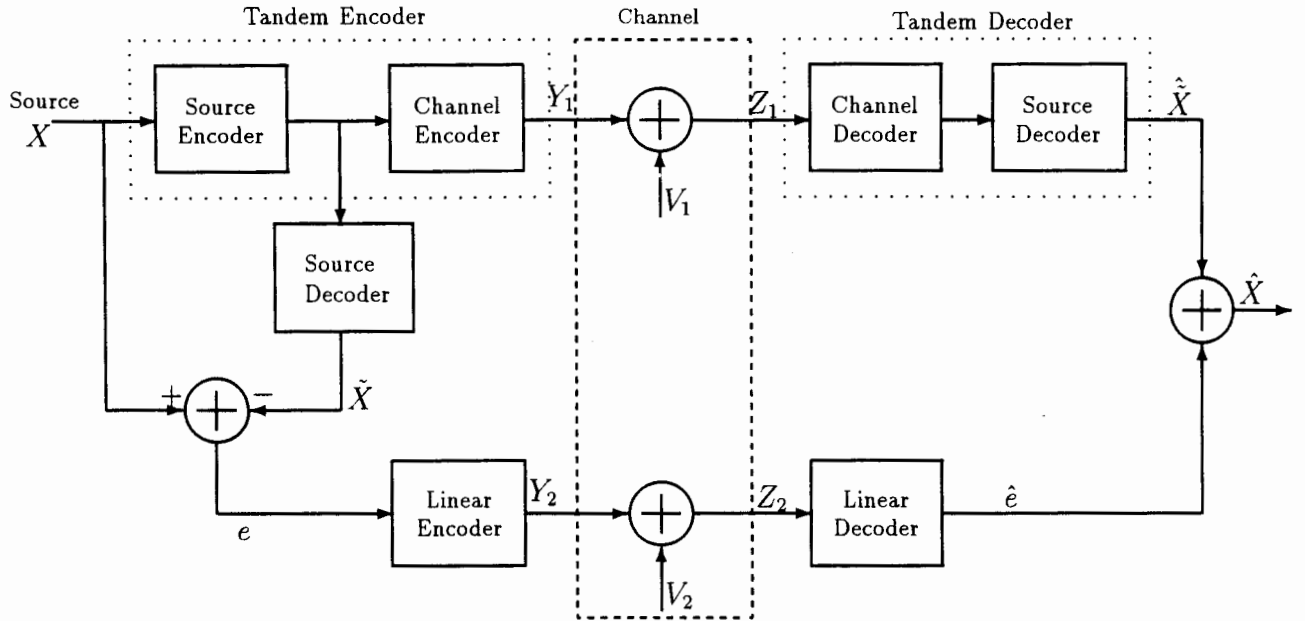 Tandem Encoder
Channel
Tandem Decoder
Source
X
Source
Encoder
Channel
Encoder
Y₁
+
Z₁
Channel
Decoder
Source
Decoder
X̃̂
V₁
Source
Decoder
+
X̂
+
−
X̃
+
e
Linear
Encoder
Y₂
+
Z₂
Linear
Decoder
ê
V₂